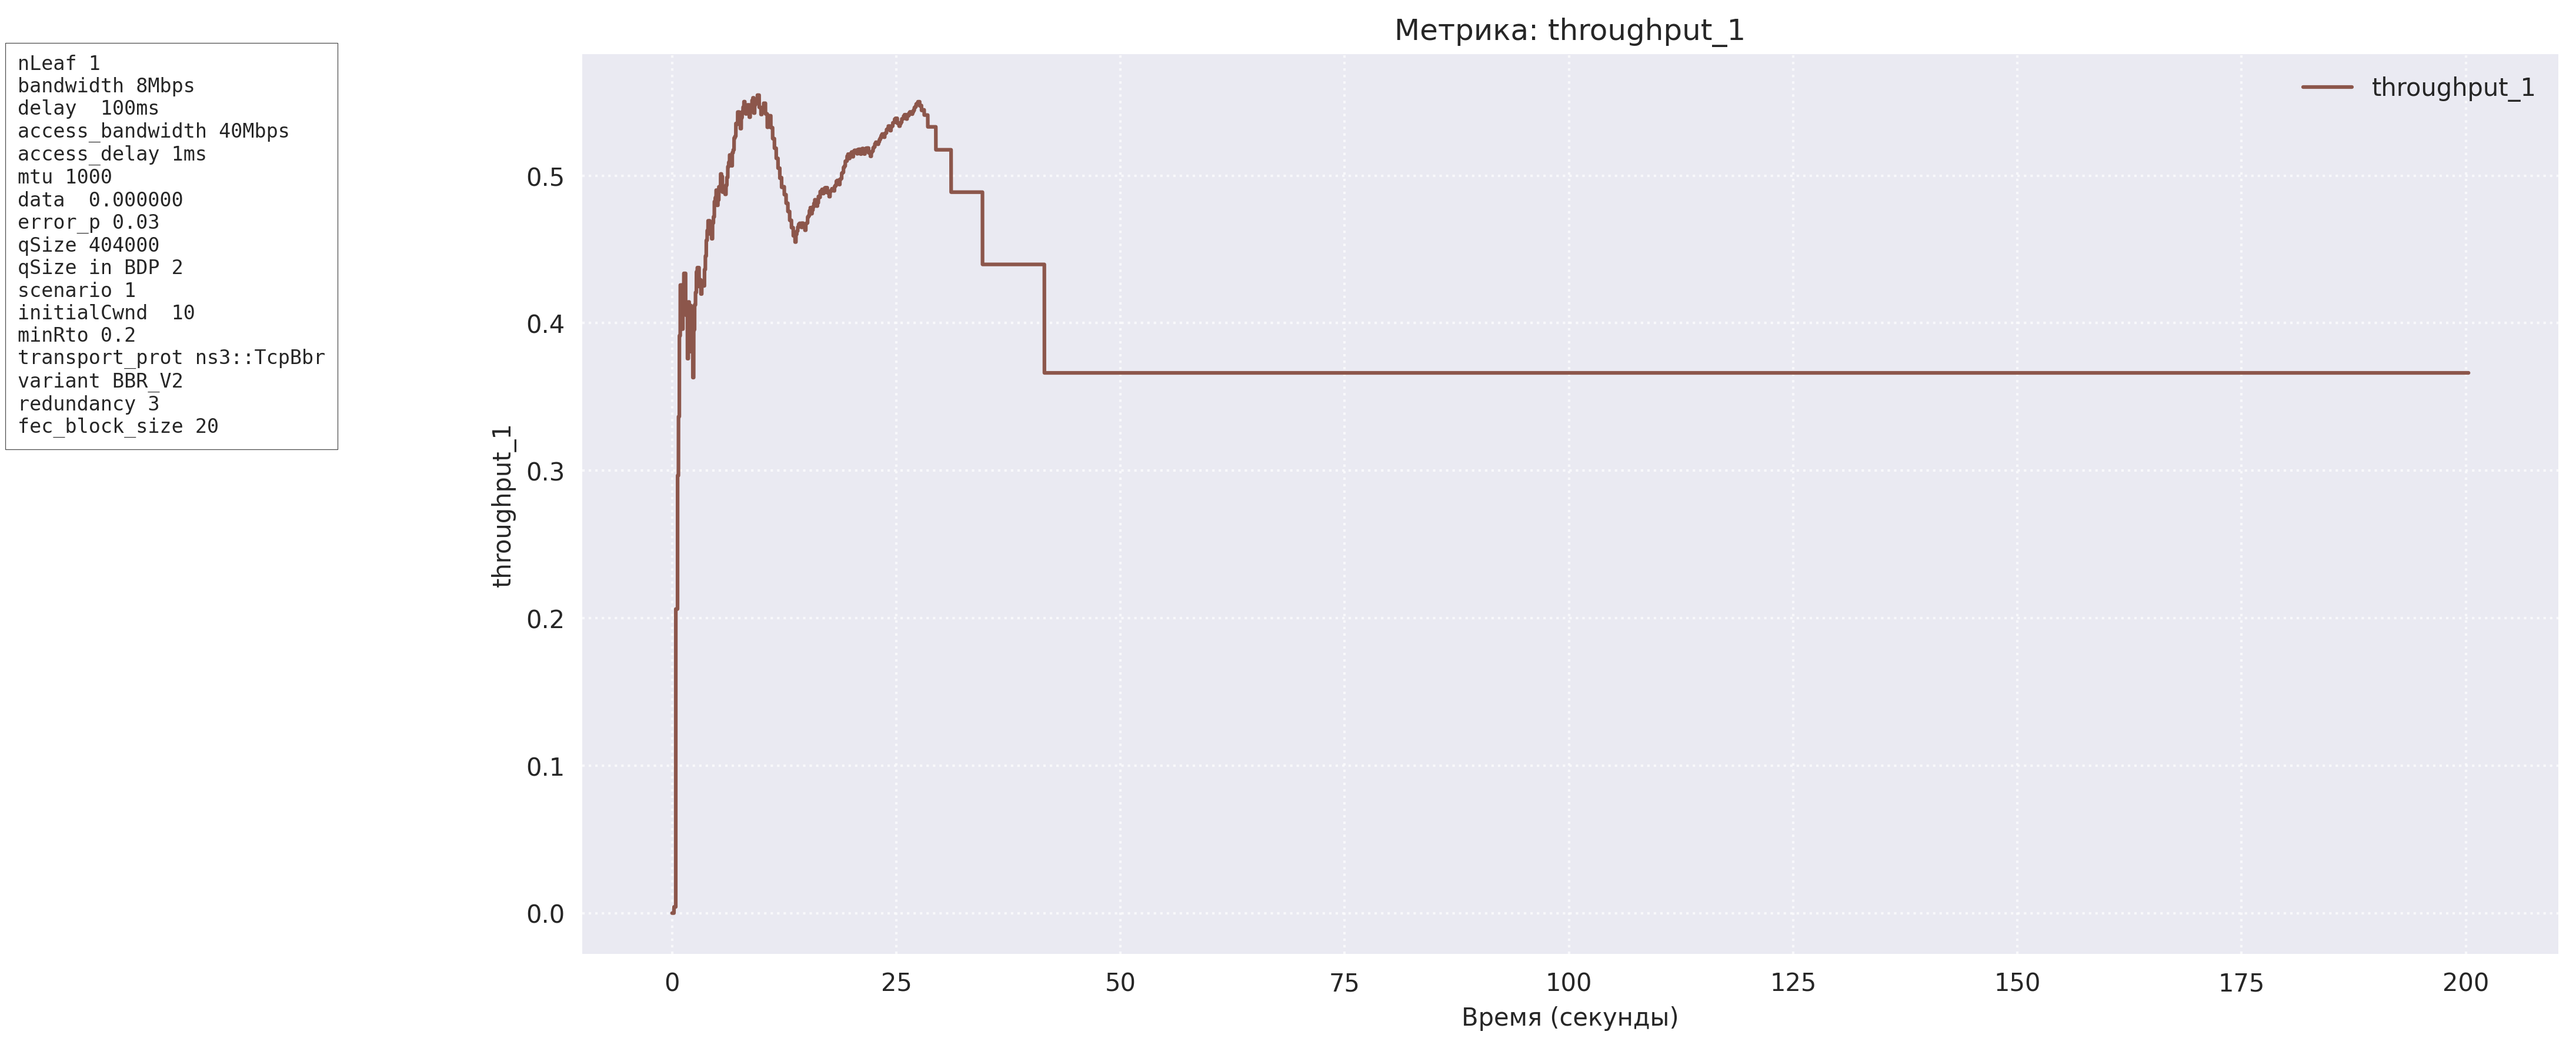 Метрика: throughput_1
nLeaf 1
bandwidth 8Mbps
delay  100ms
access_bandwidth 40Mbps
access_delay 1ms
mtu 1000
data  0.000000
error_p 0.03
qSize 404000
qSize in BDP 2
scenario 1
initialCwnd  10
minRto 0.2
transport_prot ns3::TcpBbr
variant BBR_V2
redundancy 3
fec_block_size 20
throughput_1
throughput_1
0.5
0.4
0.3
0.2
0.1
0.0
0 25 50 75 100 125 150 175 200
Время (секунды)